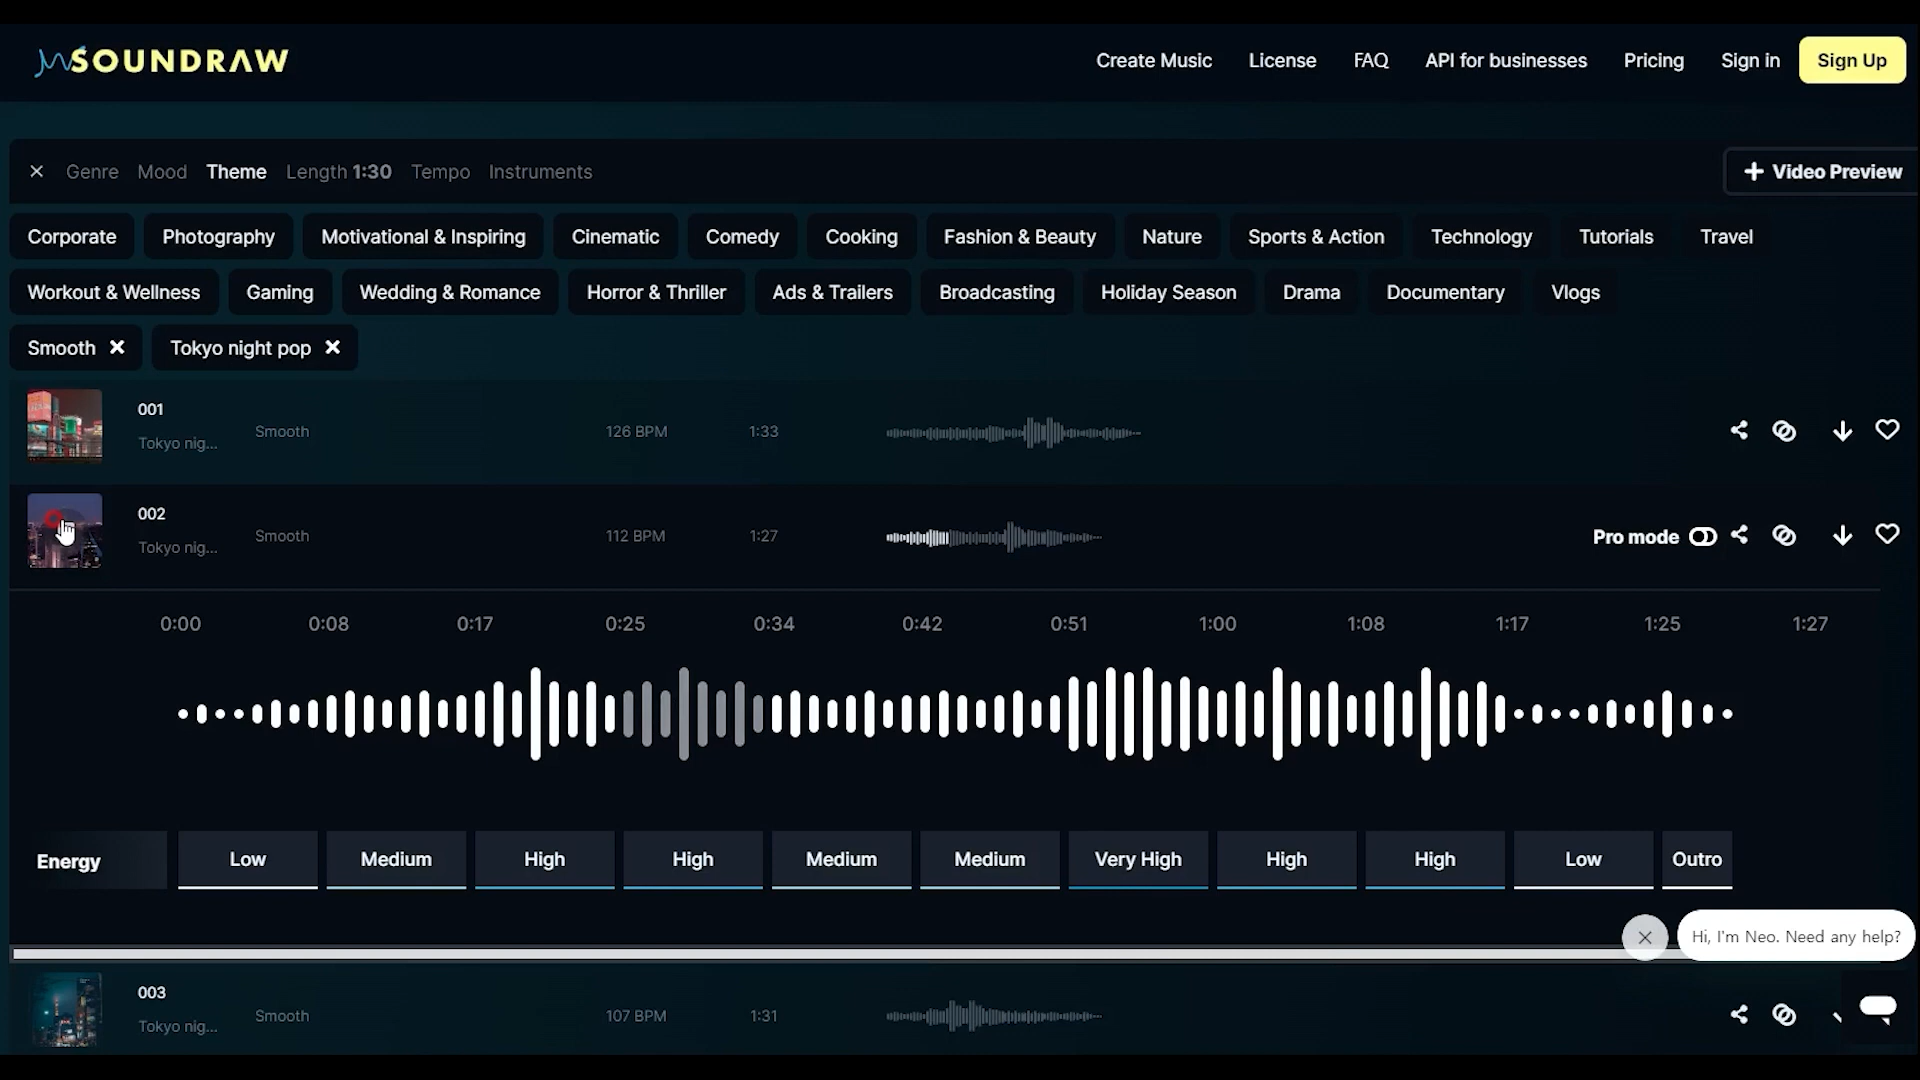 SOUNDRAW
Create Music License FAQ API for businesses Pricing Sign in Sign Up
Genre Mood Theme Length 1:30 Tempo Instruments
Video Preview
Corporate Photography Motivational & Inspiring Cinematic Comedy Cooking Fashion & Beauty Nature Sports & Action Technology Tutorials Travel
Workout & Wellness Gaming Wedding & Romance Horror & Thriller Ads & Trailers Broadcasting Holiday Season Drama Documentary Vlogs
Smooth Tokyo night pop
001
Tokyo nig... Smooth 126 BPM 1:33
002
Tokyo nig... Smooth 112 BPM 1:27 Pro mode
0:00 0:08 0:17 0:25 0:34 0:42 0:51 1:00 1:08 1:17 1:25 1:27
Energy Low Medium High High Medium Medium Very High High High Low Outro
Hi, I'm Neo. Need any help?
003
Tokyo nig... Smooth 107 BPM 1:31